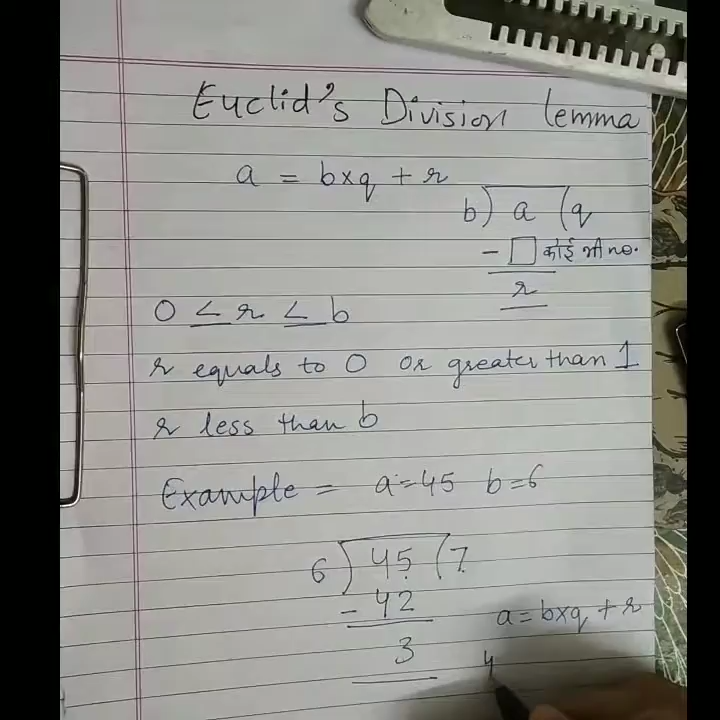 Euclid's Division lemma
a = b×q + r
b) a (q
- □ कोई भी no.
r
0 ≤ r ≤ b
r equals to 0 or greater than 1
r less than b
Example = a=45 b=6
6) 45 (7
- 42
3
a = b×q + r
4